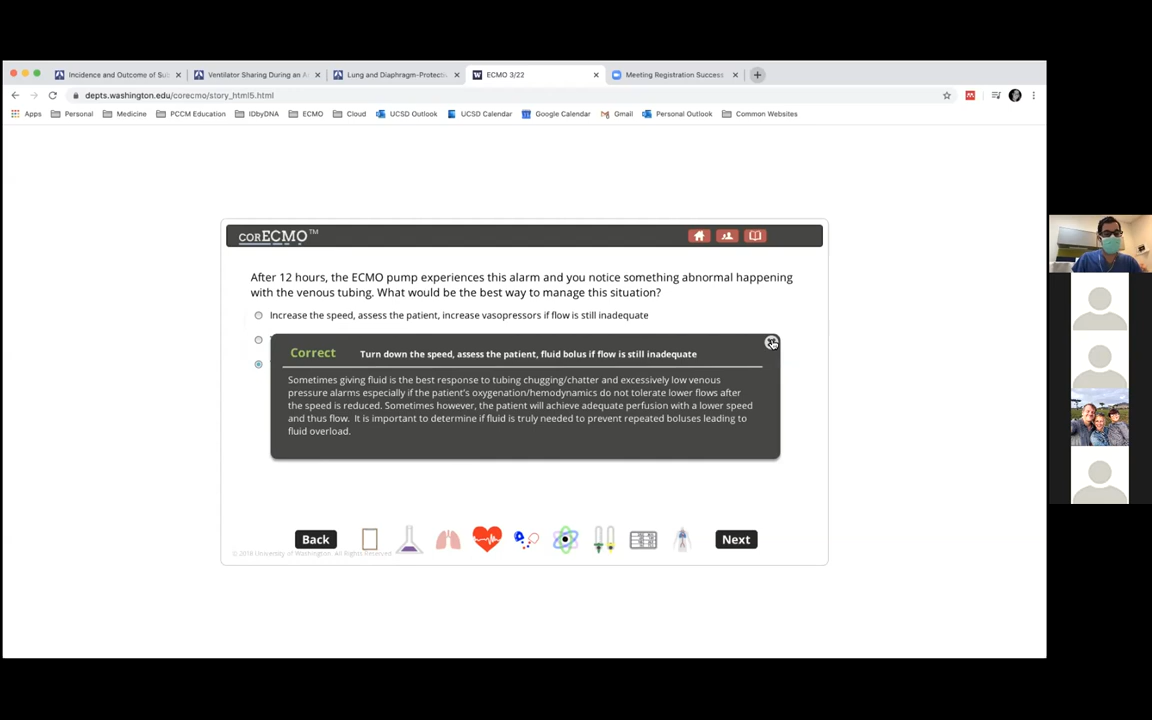 Incidence and Outcome of Su
Ventilator Sharing During an A
Lung and Diaphragm-Protecti
ECMO 3/22
Meeting Registration Success
depts.washington.edu/corecmo/story_html5.html
Apps
Personal
Medicine
PCCM Education
IDbyDNA
ECMO
Cloud
UCSD Outlook
UCSD Calendar
Google Calendar
Gmail
Personal Outlook
Common Websites
CORECMO™
After 12 hours, the ECMO pump experiences this alarm and you notice something abnormal happening
with the venous tubing. What would be the best way to manage this situation?
Increase the speed, assess the patient, increase vasopressors if flow is still inadequate
Correct
Turn down the speed, assess the patient, fluid bolus if flow is still inadequate
Sometimes giving fluid is the best response to tubing chugging/chatter and excessively low venous
pressure alarms especially if the patient's oxygenation/hemodynamics do not tolerate lower flows after
the speed is reduced. Sometimes however, the patient will achieve adequate perfusion with a lower speed
and thus flow. It is important to determine if fluid is truly needed to prevent repeated boluses leading to
fluid overload.
Back
Next
© 2018 University of Washington. All Rights Reserved